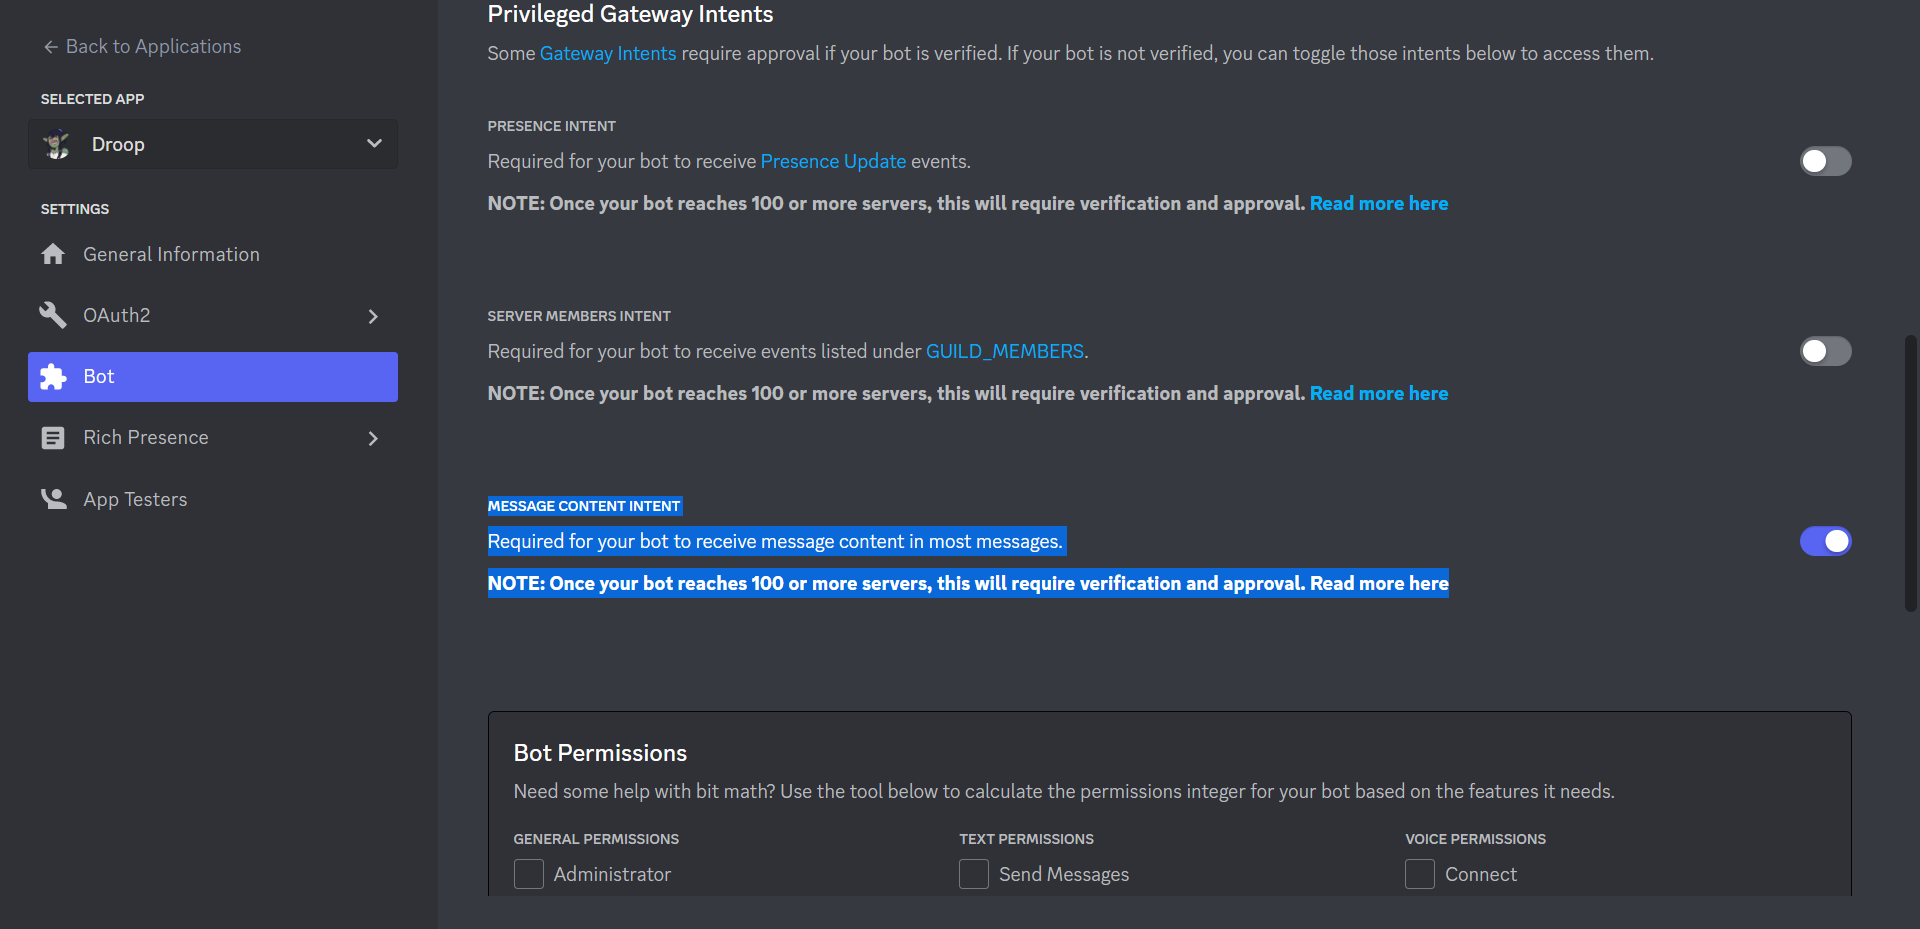 Back to Applications
SELECTED APP
Droop
SETTINGS
General Information
OAuth2
Bot
Rich Presence
App Testers
Privileged Gateway Intents
Some Gateway Intents require approval if your bot is verified. If your bot is not verified, you can toggle those intents below to access them.
PRESENCE INTENT
Required for your bot to receive Presence Update events.
NOTE: Once your bot reaches 100 or more servers, this will require verification and approval. Read more here
SERVER MEMBERS INTENT
Required for your bot to receive events listed under GUILD_MEMBERS.
NOTE: Once your bot reaches 100 or more servers, this will require verification and approval. Read more here
MESSAGE CONTENT INTENT
Required for your bot to receive message content in most messages.
NOTE: Once your bot reaches 100 or more servers, this will require verification and approval. Read more here
Bot Permissions
Need some help with bit math? Use the tool below to calculate the permissions integer for your bot based on the features it needs.
GENERAL PERMISSIONS
Administrator
TEXT PERMISSIONS
Send Messages
VOICE PERMISSIONS
Connect